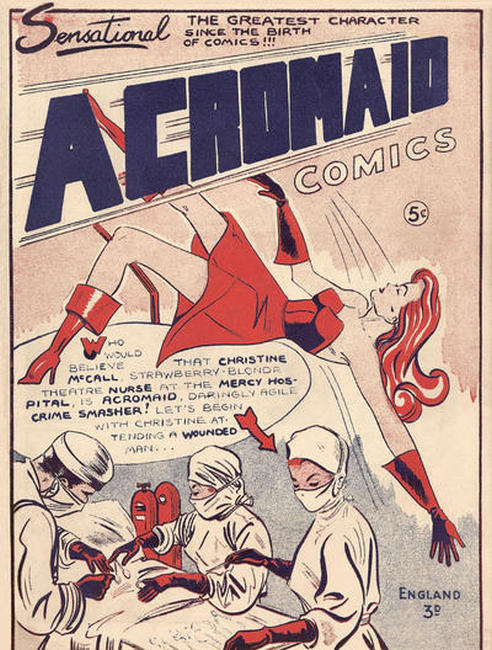 Sensational
THE GREATEST CHARACTER
SINCE THE BIRTH
OF COMICS!!!
ACROMAID
COMICS
5¢
WHO
WOULD
BELIEVE THAT CHRISTINE
McCALL, STRAWBERRY-BLONDE
THEATRE NURSE AT THE MERCY HOS-
PITAL, IS ACROMAID, DARINGLY AGILE
CRIME SMASHER! LET'S BEGIN
WITH CHRISTINE AT-
TENDING A WOUNDED
MAN...
ENGLAND
3D